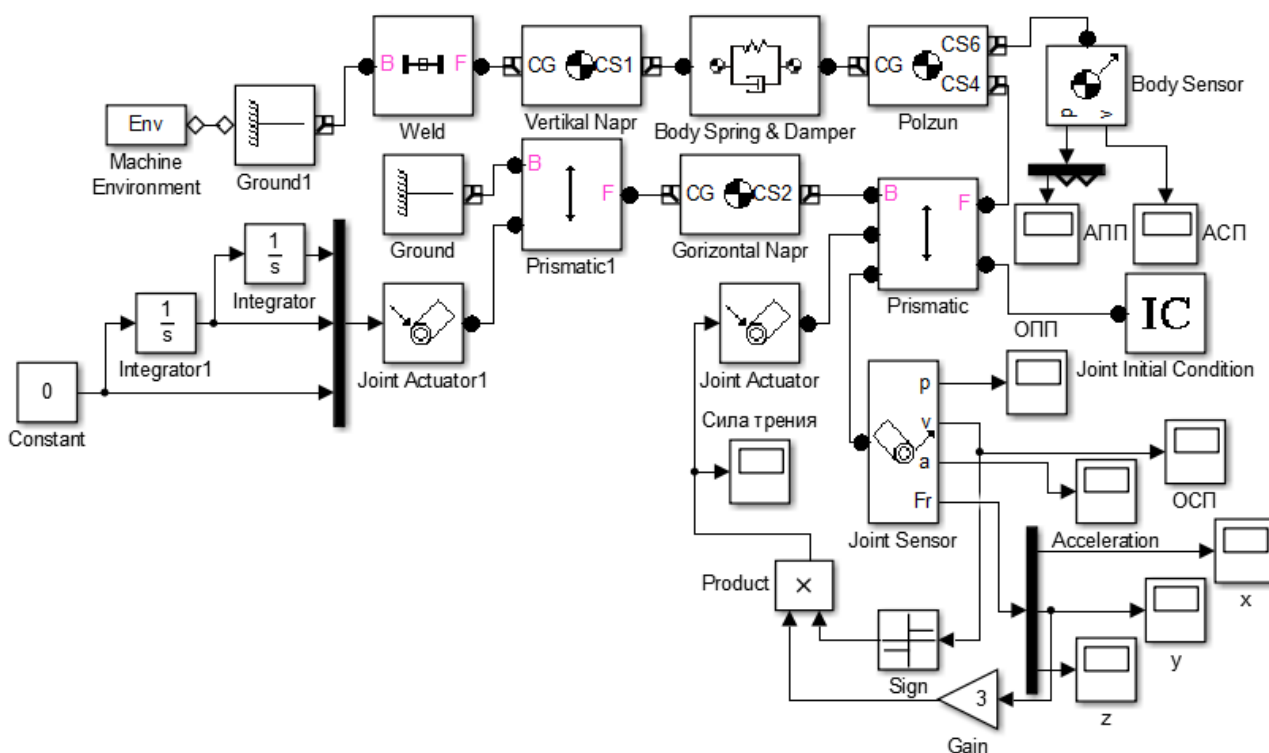 Env
Machine
Environment
Ground1
B
F
Weld
CG
CS1
Vertikal Napr
Body Spring & Damper
CG
CS6
CS4
Polzun
p
v
Body Sensor
АПП
АСП
Ground
B
F
Prismatic1
CG
CS2
Gorizontal Napr
B
F
Prismatic
IC
Joint Initial Condition
1
s
Integrator
1
s
Integrator1
0
Constant
Joint Actuator1
Joint Actuator
Сила трения
p
v
a
Fr
Joint Sensor
ОПП
ОСП
Acceleration
x
y
z
Product
×
Sign
3
Gain